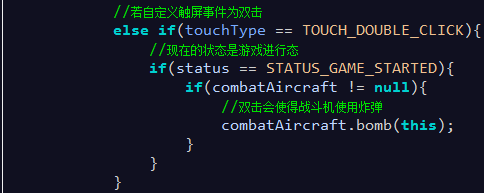 //若自定义触屏事件为双击
else if(touchType == TOUCH_DOUBLE_CLICK){
//现在的状态是游戏进行态
if(status == STATUS_GAME_STARTED){
if(combatAircraft != null){
//双击会使得战斗机使用炸弹
combatAircraft.bomb(this);
}
}
}